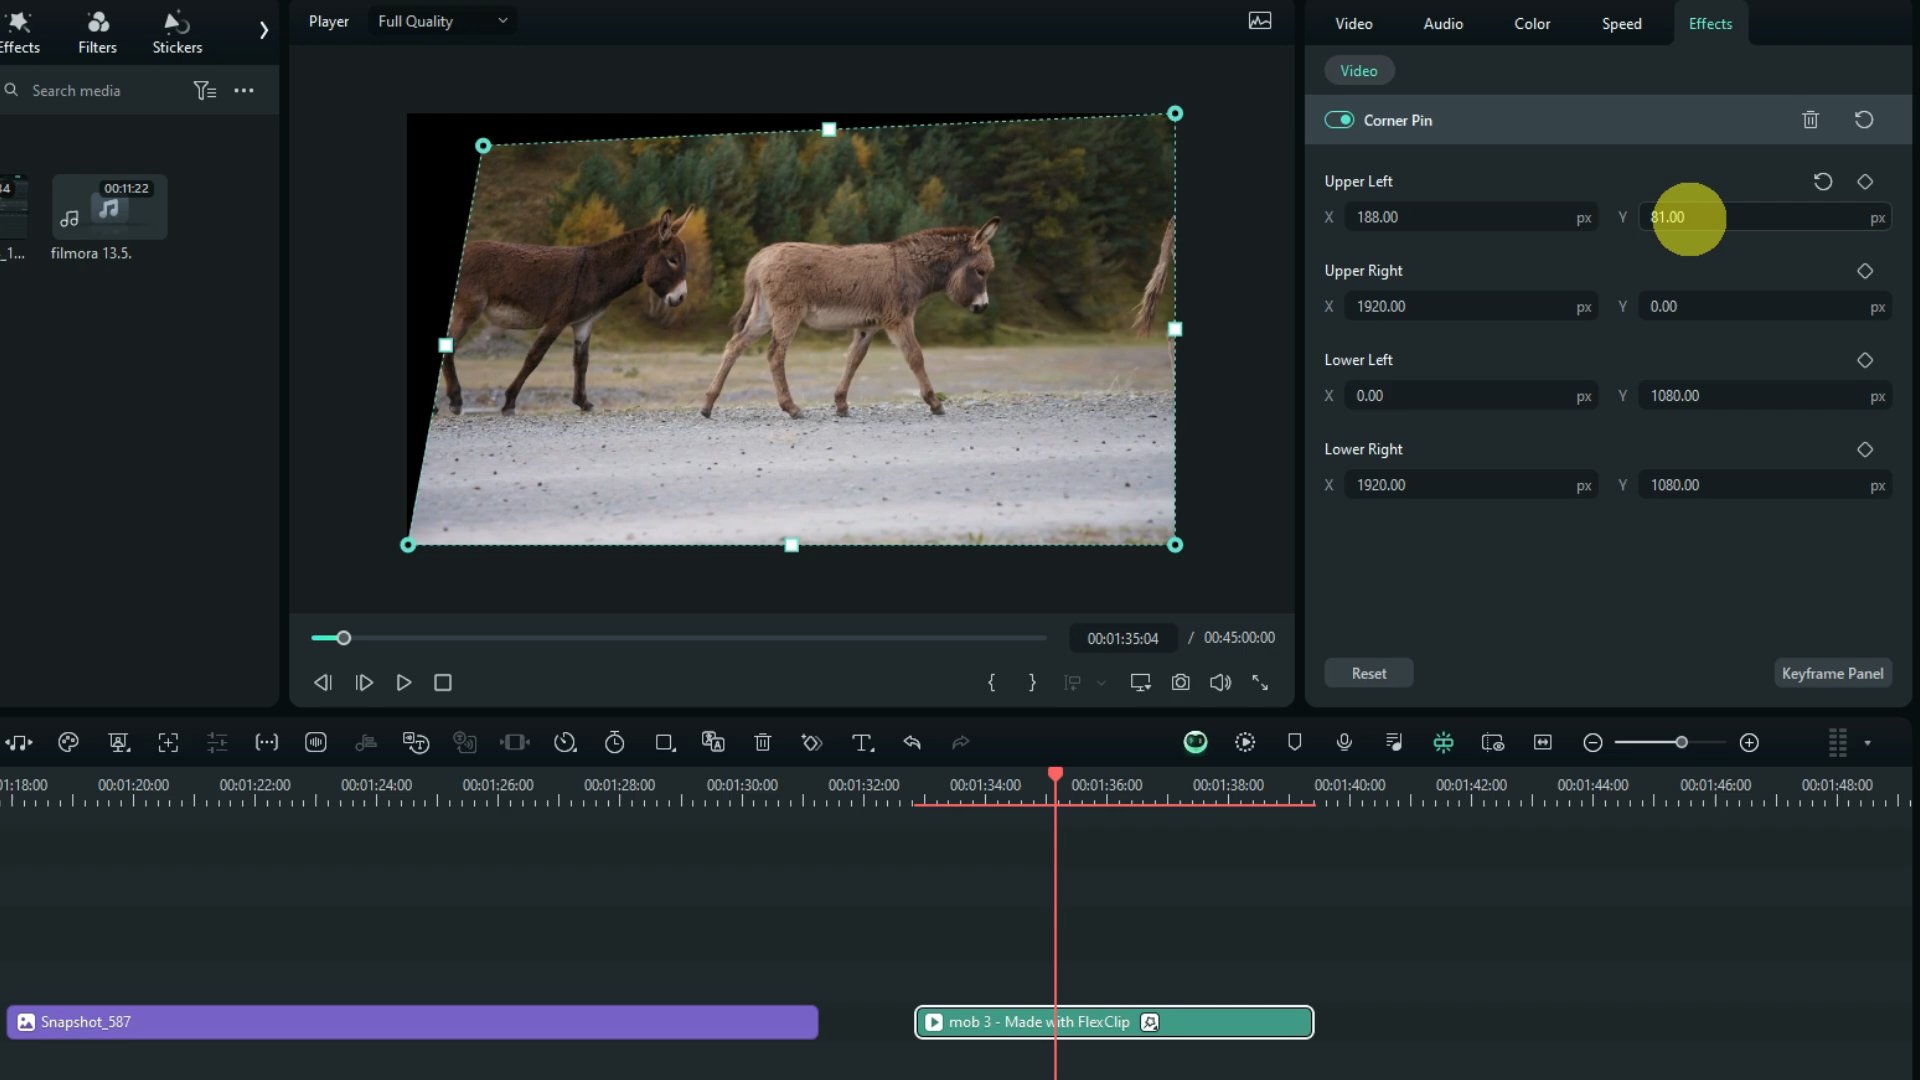 Effects
Filters
Stickers
Player
Full Quality
Video
Audio
Color
Speed
Effects
Search media
Video
Corner Pin
34
00:11:22
_1...
filmora 13.5.
Upper Left
X 188.00 px Y 81.00 px
Upper Right
X 1920.00 px Y 0.00 px
Lower Left
X 0.00 px Y 1080.00 px
Lower Right
X 1920.00 px Y 1080.00 px
00:01:35:04 / 00:45:00:00
Reset
Keyframe Panel
01:18:00 00:01:20:00 00:01:22:00 00:01:24:00 00:01:26:00 00:01:28:00 00:01:30:00 00:01:32:00 00:01:34:00 00:01:36:00 00:01:38:00 00:01:40:00 00:01:42:00 00:01:44:00 00:01:46:00 00:01:48:00
Snapshot_587
mob 3 - Made with FlexClip